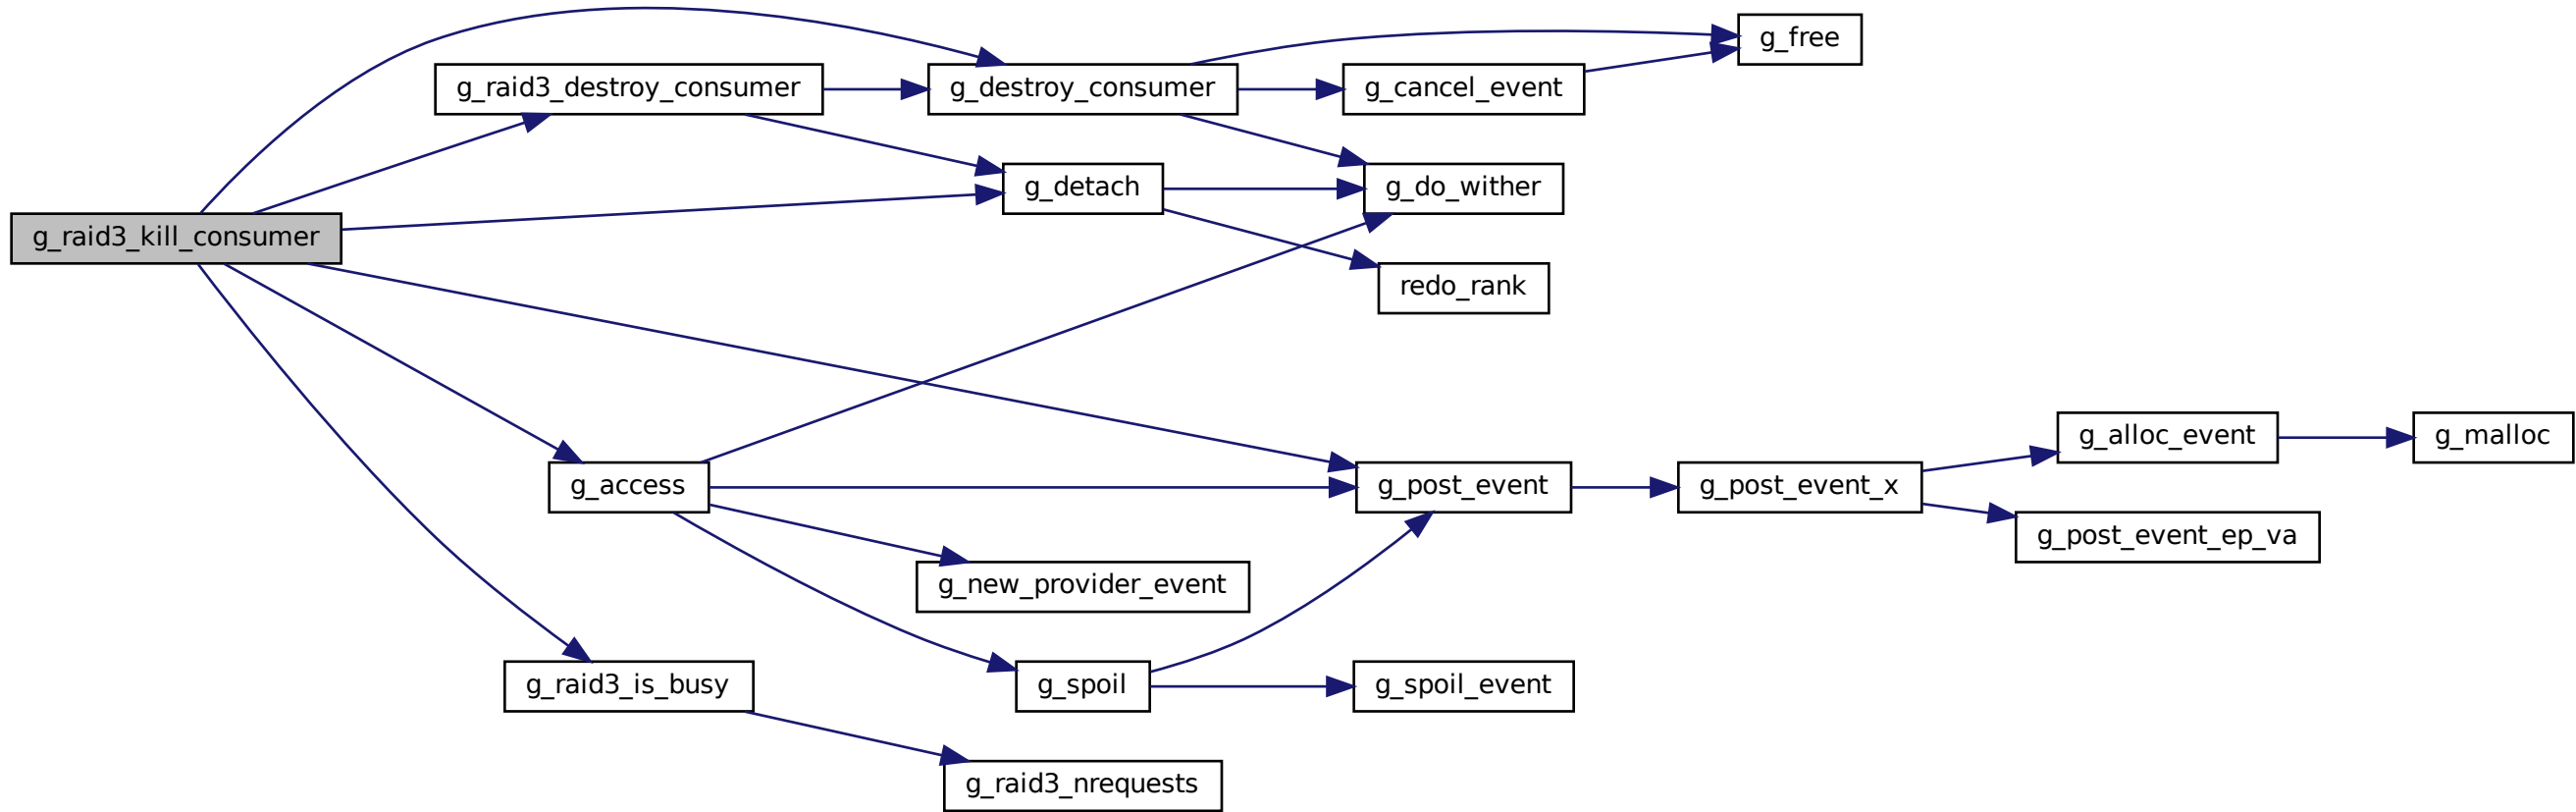 g_free
g_raid3_destroy_consumer
g_destroy_consumer
g_cancel_event
g_detach
g_do_wither
g_raid3_kill_consumer
redo_rank
g_alloc_event
g_malloc
g_access
g_post_event
g_post_event_x
g_post_event_ep_va
g_new_provider_event
g_raid3_is_busy
g_spoil
g_spoil_event
g_raid3_nrequests